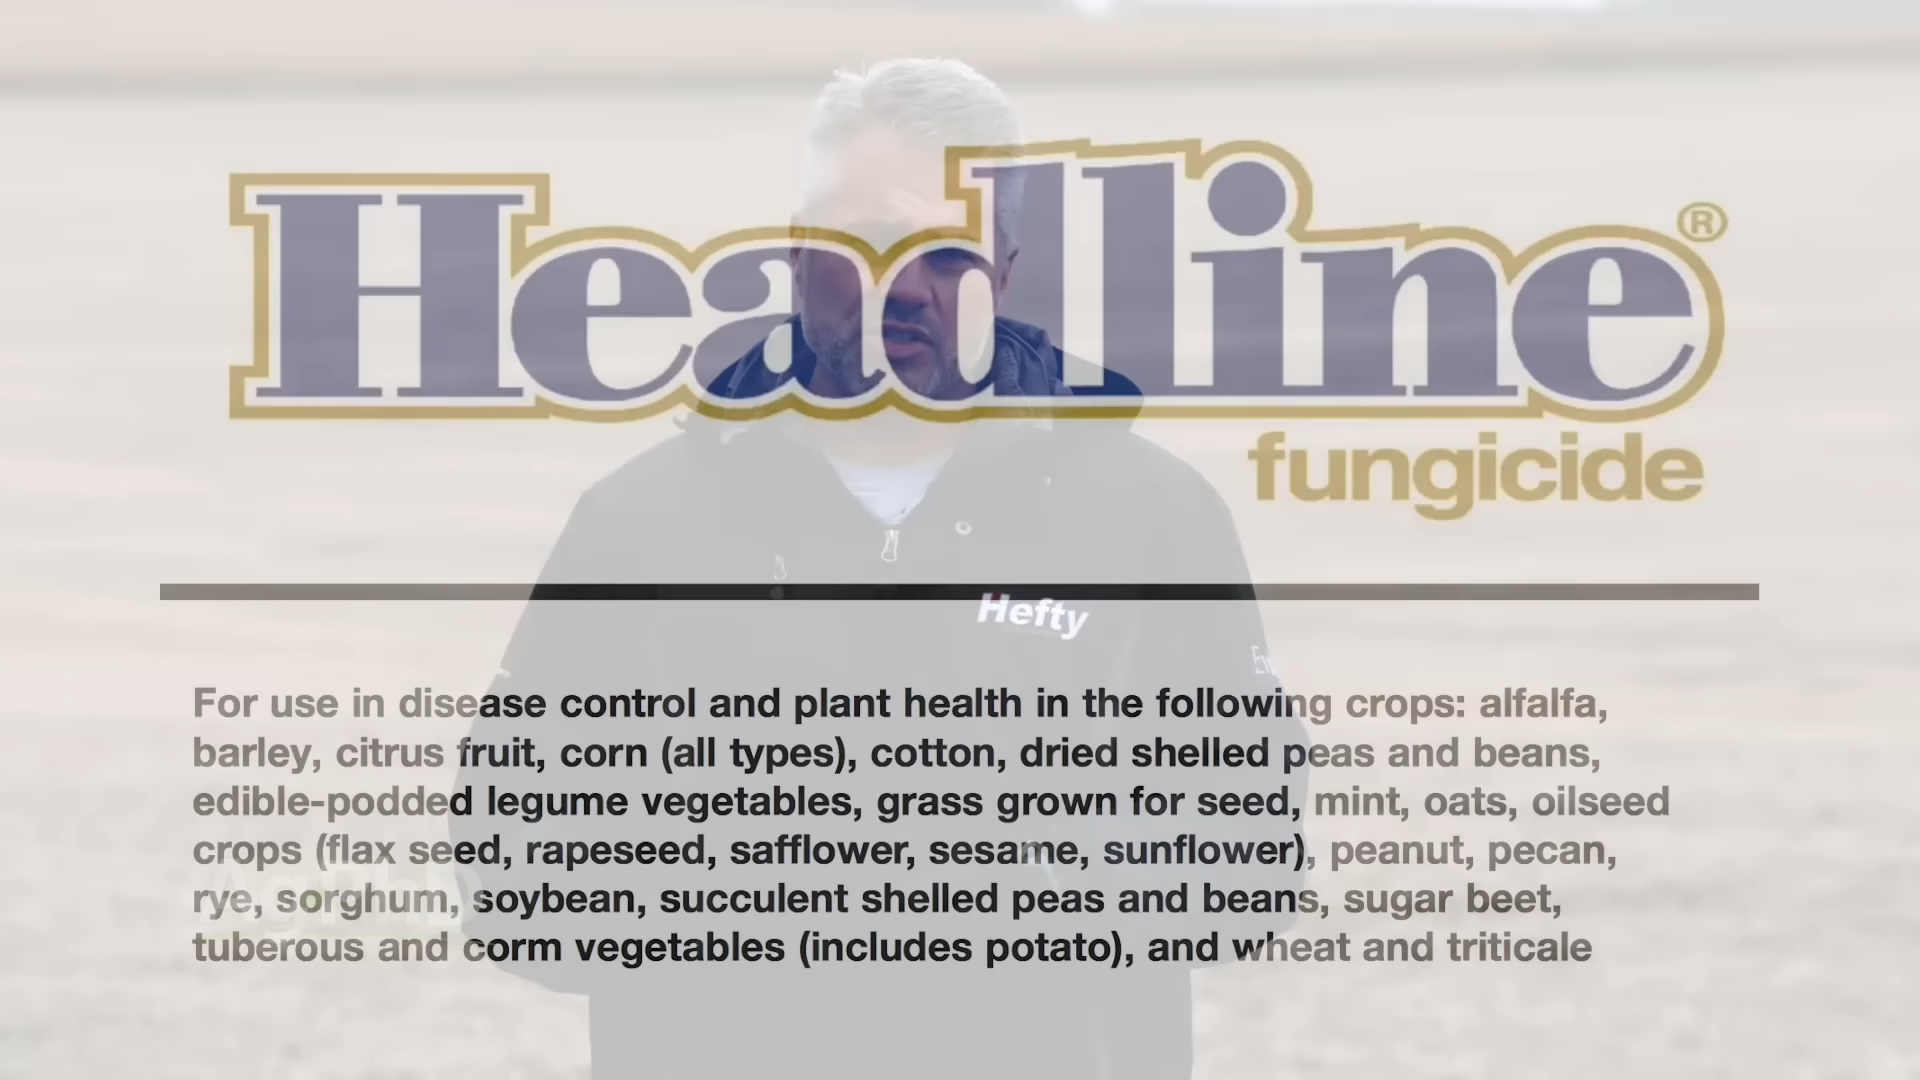 Headline®
fungicide
Hefty
For use in disease control and plant health in the following crops: alfalfa,
barley, citrus fruit, corn (all types), cotton, dried shelled peas and beans,
edible-podded legume vegetables, grass grown for seed, mint, oats, oilseed
crops (flax seed, rapeseed, safflower, sesame, sunflower), peanut, pecan,
rye, sorghum, soybean, succulent shelled peas and beans, sugar beet,
tuberous and corm vegetables (includes potato), and wheat and triticale